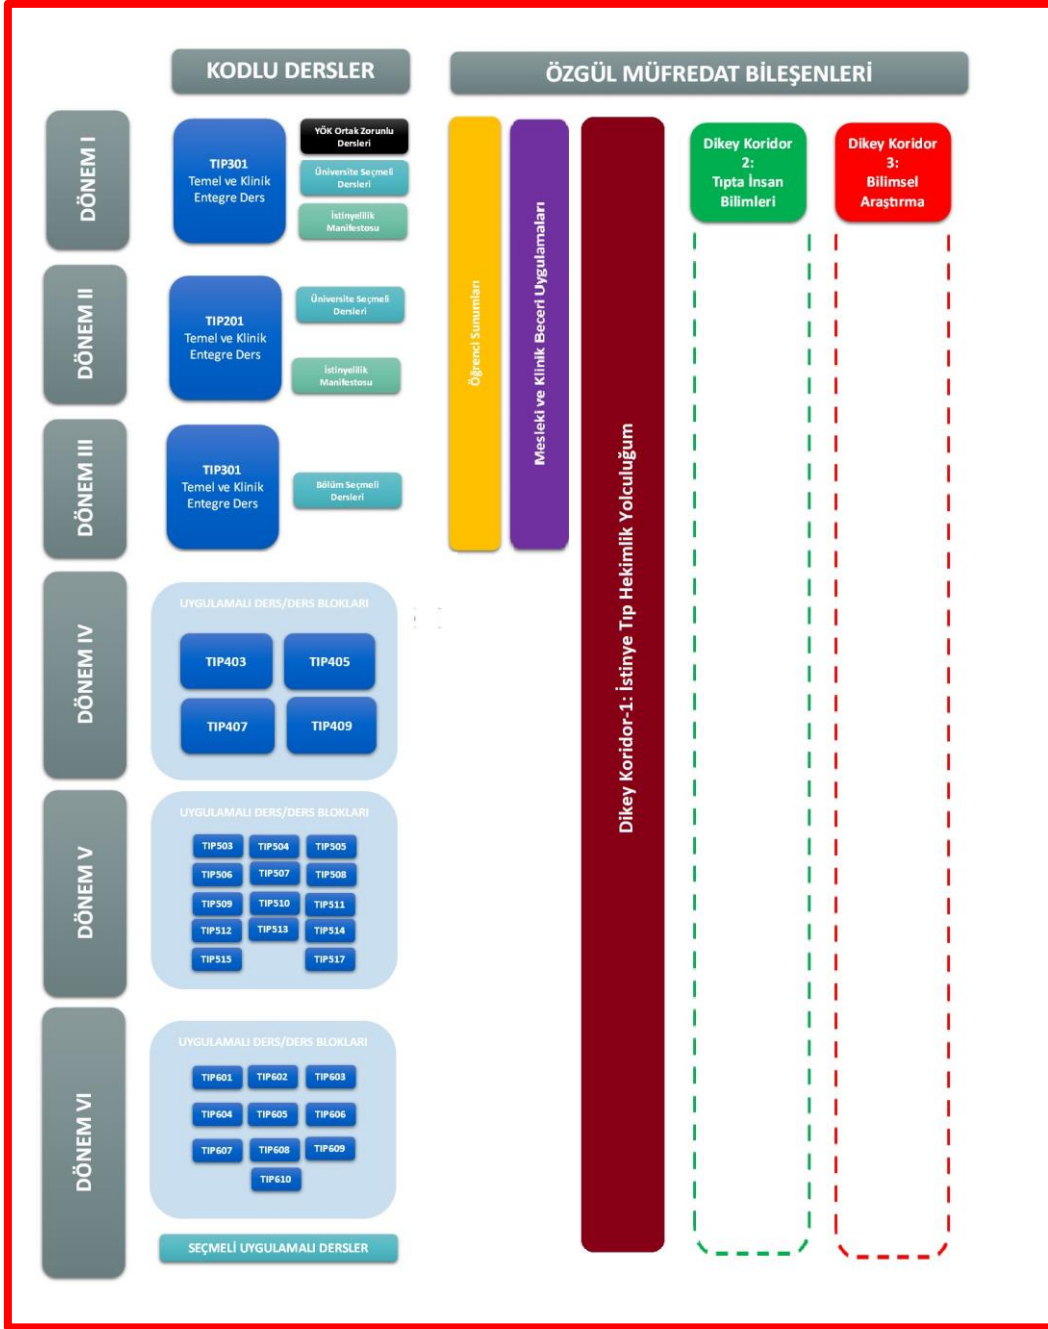 KODLU DERSLER
ÖZGÜL MÜFREDAT BİLEŞENLERİ
DÖNEM I
TIP301
Temel ve Klinik
Entegre Ders
YÖK Ortak Zorunlu
Dersleri
Üniversite Seçmeli
Dersleri
İstinyelilik
Manifestosu
DÖNEM II
TIP201
Temel ve Klinik
Entegre Ders
Üniversite Seçmeli
Dersleri
İstinyelilik
Manifestosu
DÖNEM III
TIP301
Temel ve Klinik
Entegre Ders
Bölüm Seçmeli
Dersleri
Öğrenci Sunumları
Mesleki ve Klinik Beceri Uygulamaları
Dikey Koridor-1: İstinye Tıp Hekimlik Yolculuğum
Dikey Koridor
2:
Tıpta İnsan
Bilimleri
Dikey Koridor
3:
Bilimsel
Araştırma
DÖNEM IV
UYGULAMALI DERS/DERS BLOKLARI
TIP403 TIP405
TIP407 TIP409
DÖNEM V
UYGULAMALI DERS/DERS BLOKLARI
TIP503 TIP504 TIP505
TIP506 TIP507 TIP508
TIP509 TIP510 TIP511
TIP512 TIP513 TIP514
TIP515 TIP517
DÖNEM VI
UYGULAMALI DERS/DERS BLOKLARI
TIP601 TIP602 TIP603
TIP604 TIP605 TIP606
TIP607 TIP608 TIP609
TIP610
SEÇMELİ UYGULAMALI DERSLER